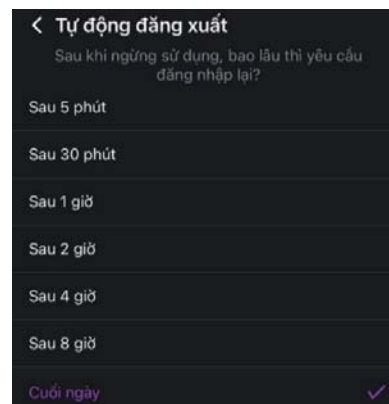 Tự động đăng xuất
Sau khi ngừng sử dụng, bao lâu thì yêu cầu
đăng nhập lại?
Sau 5 phút
Sau 30 phút
Sau 1 giờ
Sau 2 giờ
Sau 4 giờ
Sau 8 giờ
Cuối ngày